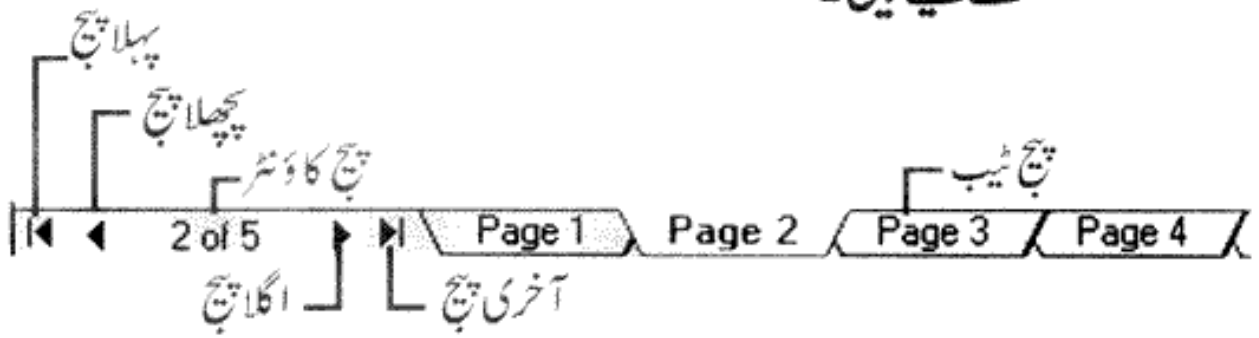 پہلا پیج
پچھلا پیج
پیج کاؤنٹر
پیج ٹیب
2 of 5 Page 1 Page 2 Page 3 Page 4
اگلا پیج
آخری پیج